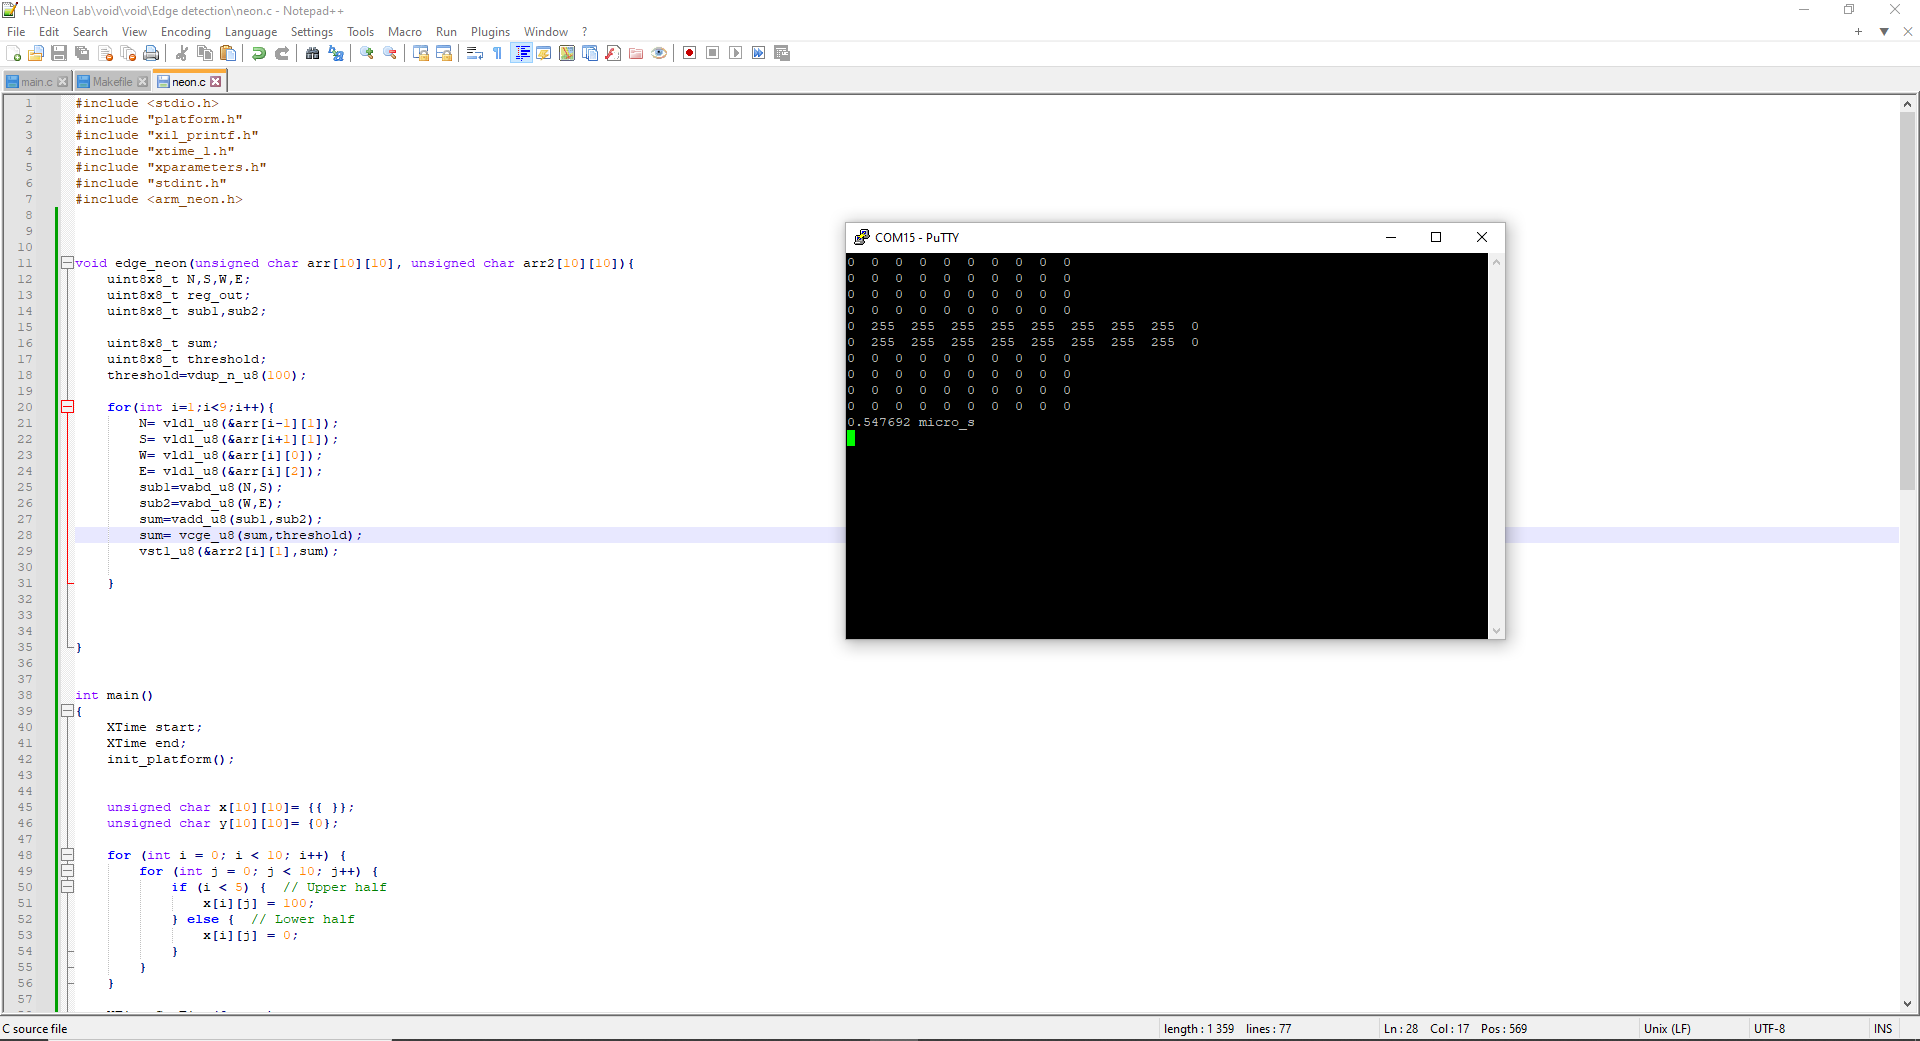 H:\Neon Lab\void\void\Edge detection\neon.c - Notepad++
File Edit Search View Encoding Language Settings Tools Macro Run Plugins Window ?
main.c Makefile neon.c
1 #include <stdio.h>
2 #include "platform.h"
3 #include "xil_printf.h"
4 #include "xtime_l.h"
5 #include "xparameters.h"
6 #include "stdint.h"
7 #include <arm_neon.h>
8
9
10
11 void edge_neon(unsigned char arr[10][10], unsigned char arr2[10][10]){
12 uint8x8_t N,S,W,E;
13 uint8x8_t reg_out;
14 uint8x8_t sub1,sub2;
15
16 uint8x8_t sum;
17 uint8x8_t threshold;
18 threshold=vdup_n_u8(100);
19
20 for(int i=1;i<9;i++){
21 N= vld1_u8(&arr[i-1][1]);
22 S= vld1_u8(&arr[i+1][1]);
23 W= vld1_u8(&arr[i][0]);
24 E= vld1_u8(&arr[i][2]);
25 sub1=vabd_u8(N,S);
26 sub2=vabd_u8(W,E);
27 sum=vadd_u8(sub1,sub2);
28 sum= vcge_u8(sum,threshold);
29 vst1_u8(&arr2[i][1],sum);
30
31 }
32
33
34
35 }
36
37
38 int main()
39 {
40 XTime start;
41 XTime end;
42 init_platform();
43
44
45 unsigned char x[10][10]= {{ }};
46 unsigned char y[10][10]= {0};
47
48 for (int i = 0; i < 10; i++) {
49 for (int j = 0; j < 10; j++) {
50 if (i < 5) { // Upper half
51 x[i][j] = 100;
52 } else { // Lower half
53 x[i][j] = 0;
54 }
55 }
56 }
57
COM15 - PuTTY
0 0 0 0 0 0 0 0 0 0
0 0 0 0 0 0 0 0 0 0
0 0 0 0 0 0 0 0 0 0
0 0 0 0 0 0 0 0 0 0
0 255 255 255 255 255 255 255 255 0
0 255 255 255 255 255 255 255 255 0
0 0 0 0 0 0 0 0 0 0
0 0 0 0 0 0 0 0 0 0
0 0 0 0 0 0 0 0 0 0
0 0 0 0 0 0 0 0 0 0
0.547692 micro_s
C source file length : 1 359 lines : 77 Ln : 28 Col : 17 Pos : 569 Unix (LF) UTF-8 INS